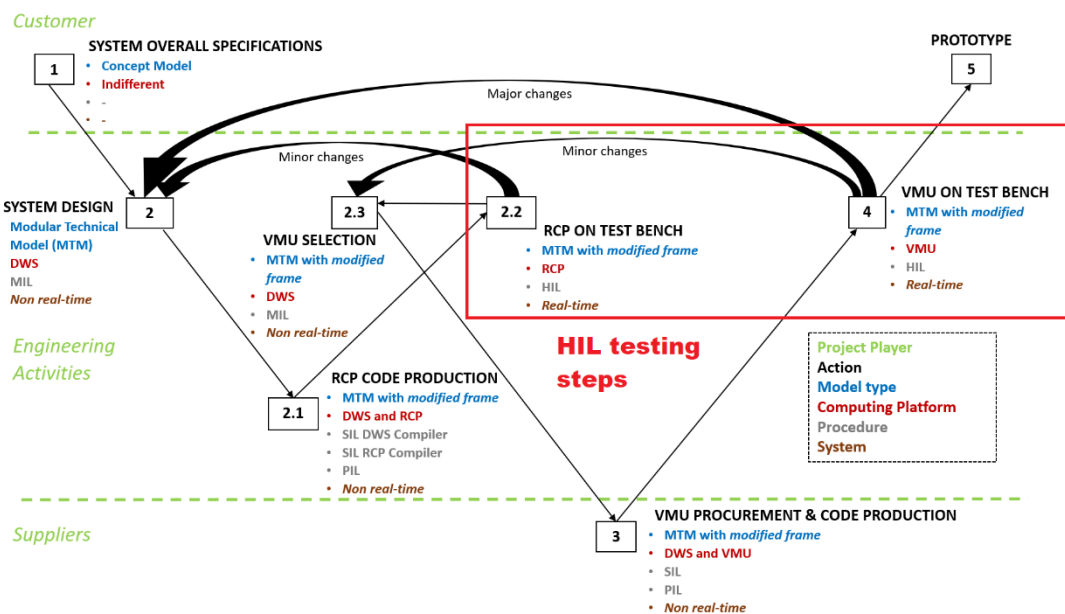 Customer
SYSTEM OVERALL SPECIFICATIONS
1
• Concept Model
• Indifferent
• -
• -
PROTOTYPE
5
Major changes
Minor changes
Minor changes
SYSTEM DESIGN
2
Modular Technical
Model (MTM)
DWS
MIL
Non real-time
2.3
VMU SELECTION
• MTM with modified
frame
• DWS
• MIL
• Non real-time
2.2
RCP ON TEST BENCH
• MTM with modified frame
• RCP
• HIL
• Real-time
4
VMU ON TEST BENCH
• MTM with modified
frame
• VMU
• HIL
• Real-time
Engineering
Activities
HIL testing
steps
RCP CODE PRODUCTION
2.1
• MTM with modified frame
• DWS and RCP
• SIL DWS Compiler
• SIL RCP Compiler
• PIL
• Non real-time
Project Player
Action
Model type
Computing Platform
Procedure
System
Suppliers
VMU PROCUREMENT & CODE PRODUCTION
3
• MTM with modified frame
• DWS and VMU
• SIL
• PIL
• Non real-time